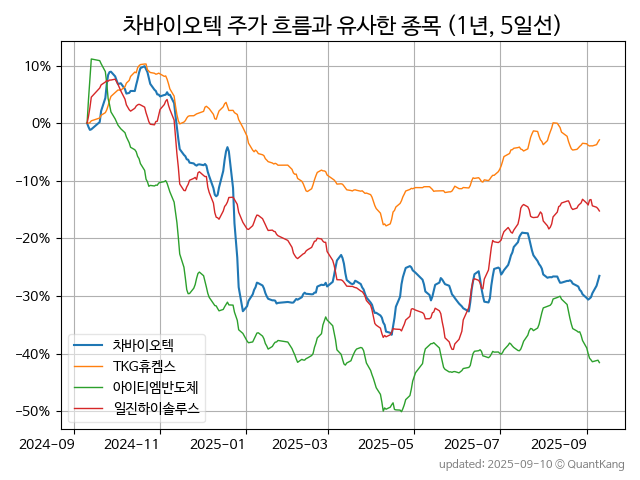 차바이오텍 주가 흐름과 유사한 종목 (1년, 5일선)
10%
0%
−10%
−20%
−30%
−40%
−50%
차바이오텍
TKG휴켐스
아이티엠반도체
일진하이솔루스
2024−09
2024−11
2025−01
2025−03
2025−05
2025−07
2025−09
updated: 2025-09-10 © QuantKang